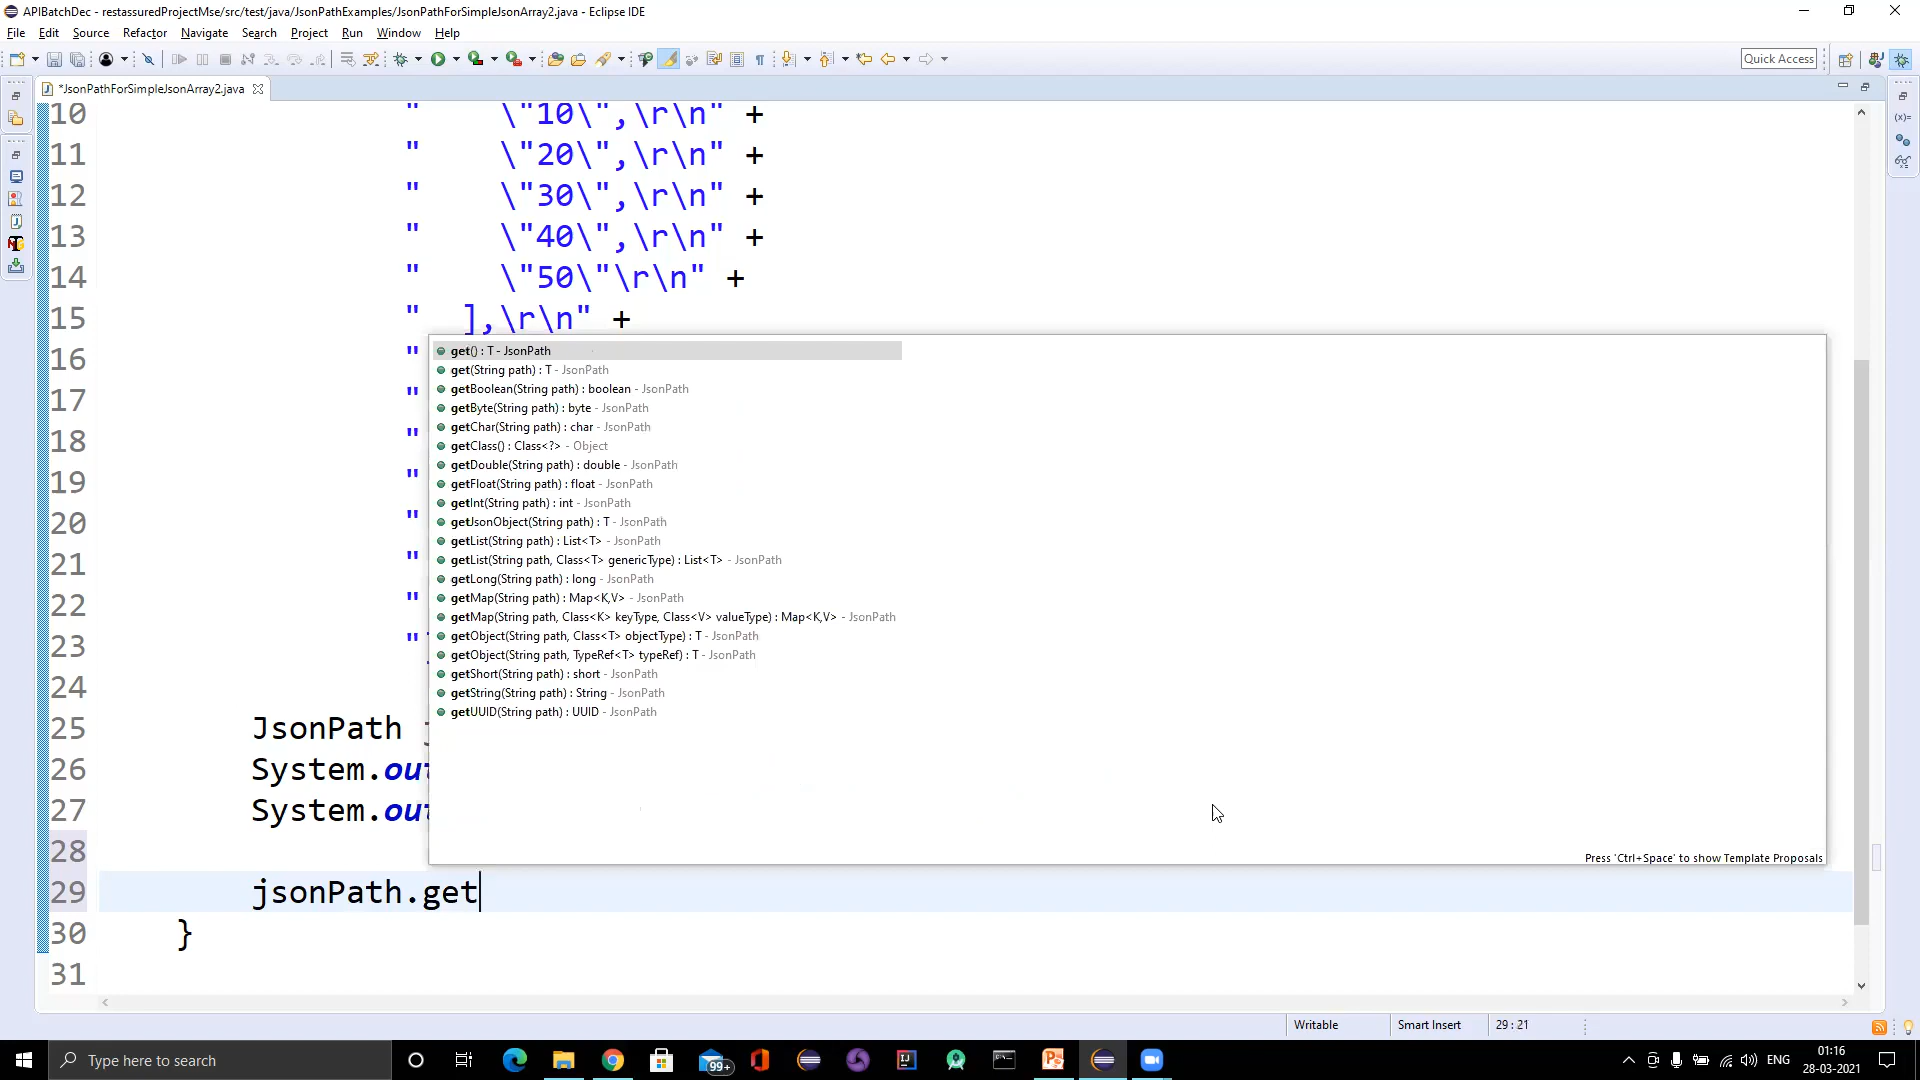 APIBatchDec - restassuredProjectMse/src/test/java/JsonPathExamples/JsonPathForSimpleJsonArray2.java - Eclipse IDE
File Edit Source Refactor Navigate Search Project Run Window Help
Quick Access
*JsonPathForSimpleJsonArray2.java
10 " \"10\",\r\n" +
11 " \"20\",\r\n" +
12 " \"30\",\r\n" +
13 " \"40\",\r\n" +
14 " \"50\"\r\n" +
15 " ],\r\n" +
16 "
17 "
18 "
19 "
20 "
21 "
22 "
23 "
24
25 JsonPath
26 System.out
27 System.out
28
29 jsonPath.get
30 }
31
get() : T - JsonPath
get(String path) : T - JsonPath
getBoolean(String path) : boolean - JsonPath
getByte(String path) : byte - JsonPath
getChar(String path) : char - JsonPath
getClass() : Class<?> - Object
getDouble(String path) : double - JsonPath
getFloat(String path) : float - JsonPath
getInt(String path) : int - JsonPath
getJsonObject(String path) : T - JsonPath
getList(String path) : List<T> - JsonPath
getList(String path, Class<T> genericType) : List<T> - JsonPath
getLong(String path) : long - JsonPath
getMap(String path) : Map<K,V> - JsonPath
getMap(String path, Class<K> keyType, Class<V> valueType) : Map<K,V> - JsonPath
getObject(String path, Class<T> objectType) : T - JsonPath
getObject(String path, TypeRef<T> typeRef) : T - JsonPath
getShort(String path) : short - JsonPath
getString(String path) : String - JsonPath
getUUID(String path) : UUID - JsonPath
Press 'Ctrl+Space' to show Template Proposals
Writable Smart Insert 29 : 21
Type here to search
99+
ENG
01:16
28-03-2021